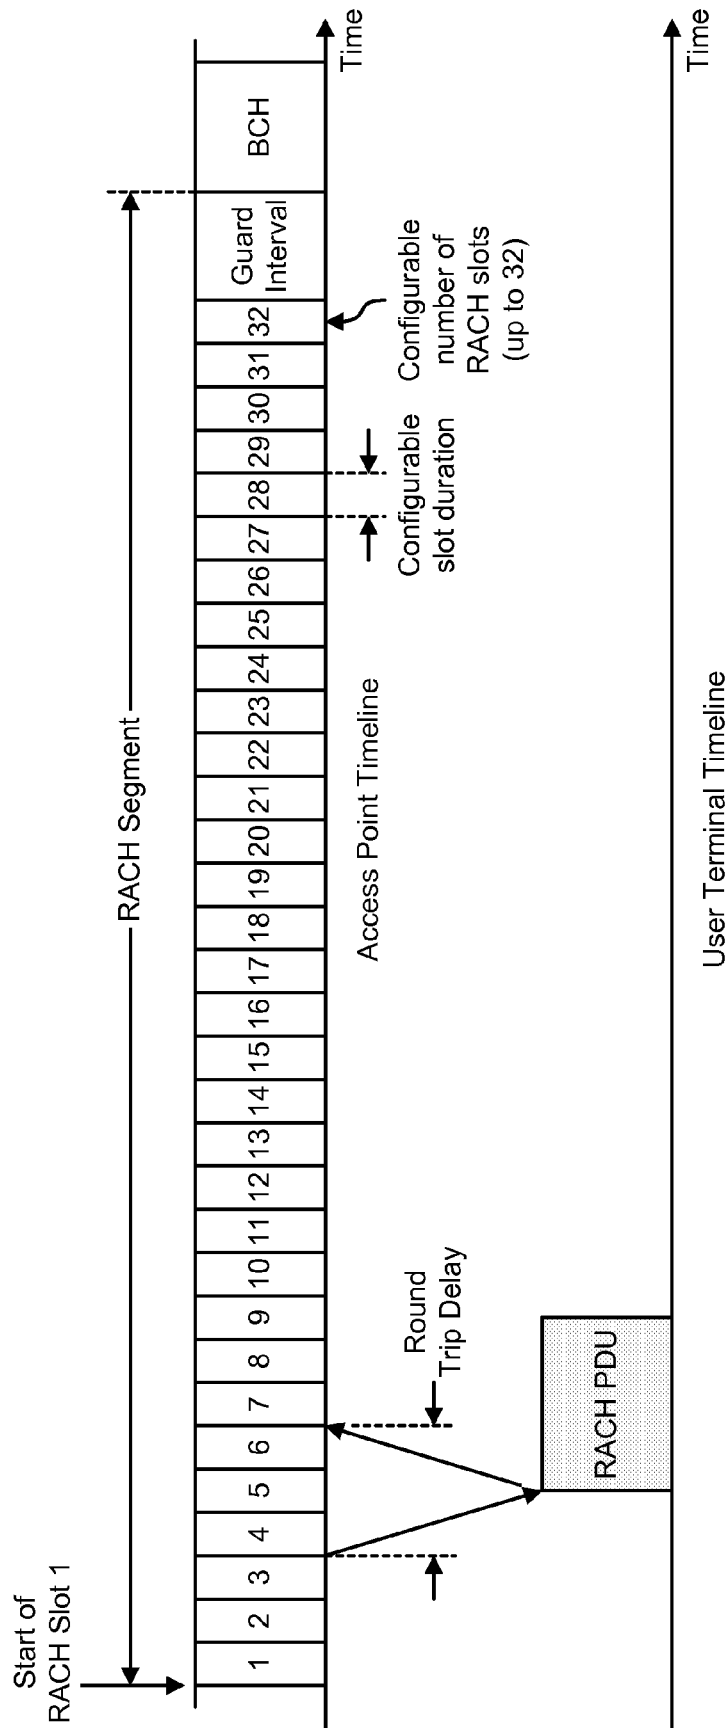 Start of
RACH Slot 1
RACH Segment
1 2 3 4 5 6 7 8 9 10 11 12 13 14 15 16 17 18 19 20 21 22 23 24 25 26 27 28 29 30 31 32
Guard
Interval
BCH
Time
Round
Trip Delay
Access Point Timeline
Configurable
slot duration
Configurable
number of
RACH slots
(up to 32)
RACH PDU
Time
User Terminal Timeline